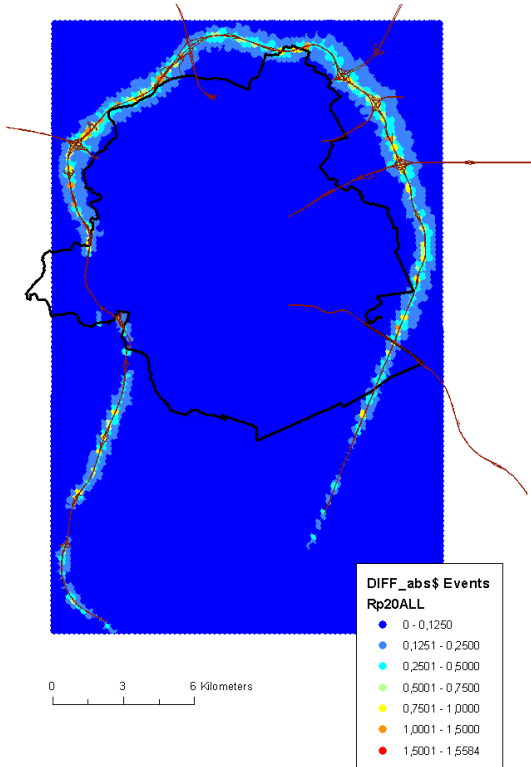 DIFF_abs$ Events
Rp20ALL
0 - 0,1250
0,1251 - 0,2500
0,2501 - 0,5000
0,5001 - 0,7500
0,7501 - 1,0000
1,0001 - 1,5000
1,5001 - 1,5584
0 3 6 Kilometers